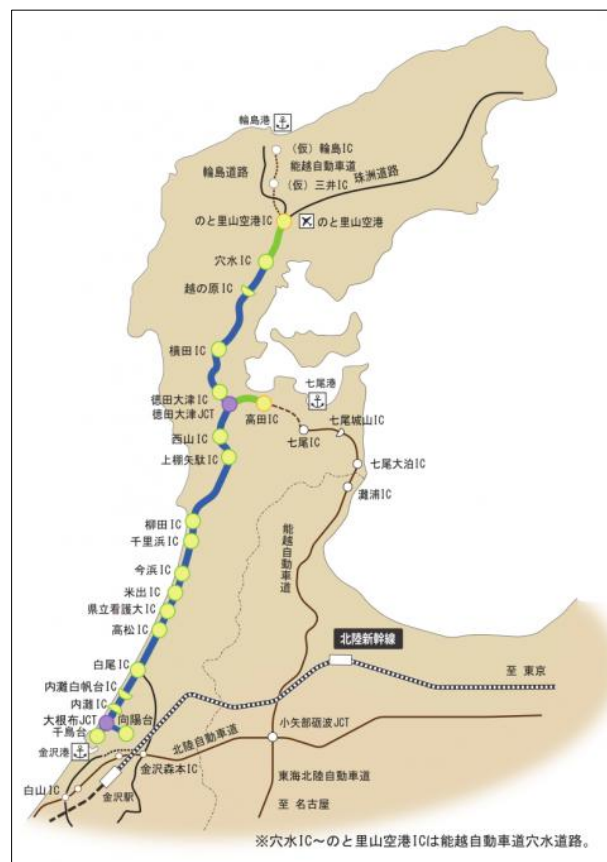 輪島港
(仮)輪島IC
能越自動車道
輪島道路
(仮)三井IC
珠洲道路
のと里山空港IC
のと里山空港
穴水IC
越の原IC
横田IC
徳田大津IC
徳田大津JCT
高田IC
七尾港
七尾城山IC
七尾IC
西山IC
上棚矢駄IC
七尾大泊IC
灘浦IC
柳田IC
千里浜IC
能越自動車道
今浜IC
米出IC
県立看護大IC
高松IC
北陸新幹線
白尾IC
至 東京
内灘白帆台IC
内灘IC
大根布JCT
向陽台
千鳥台
金沢港
北陸自動車道
小矢部砺波JCT
金沢森本IC
白山IC
金沢駅
東海北陸自動車道
至 名古屋
※穴水IC~のと里山空港ICは能越自動車道穴水道路。